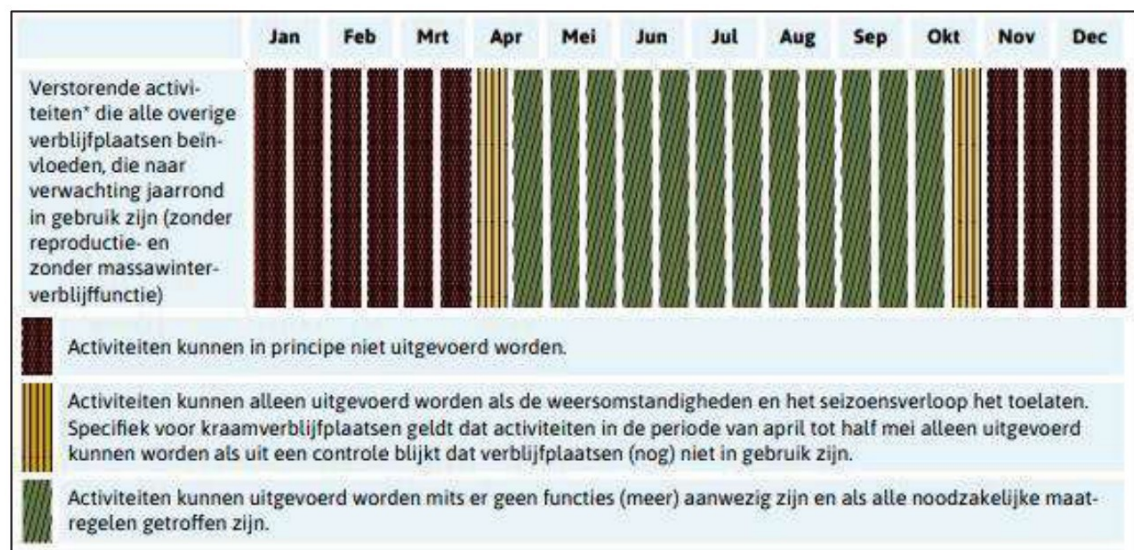 Jan Feb Mrt Apr Mei Jun Jul Aug Sep Okt Nov Dec
Verstorende activi-
teiten* die alle overige
verblijfplaatsen beïn-
vloeden, die naar
verwachting jaarrond
in gebruik zijn (zonder
reproductie- en
zonder massawinter-
verblijffunctie)
Activiteiten kunnen in principe niet uitgevoerd worden.
Activiteiten kunnen alleen uitgevoerd worden als de weersomstandigheden en het seizoensverloop het toelaten.
Specifiek voor kraamverblijfplaatsen geldt dat activiteiten in de periode van april tot half mei alleen uitgevoerd
kunnen worden als uit een controle blijkt dat verblijfplaatsen (nog) niet in gebruik zijn.
Activiteiten kunnen uitgevoerd worden mits er geen functies (meer) aanwezig zijn en als alle noodzakelijke maat-
regelen getroffen zijn.